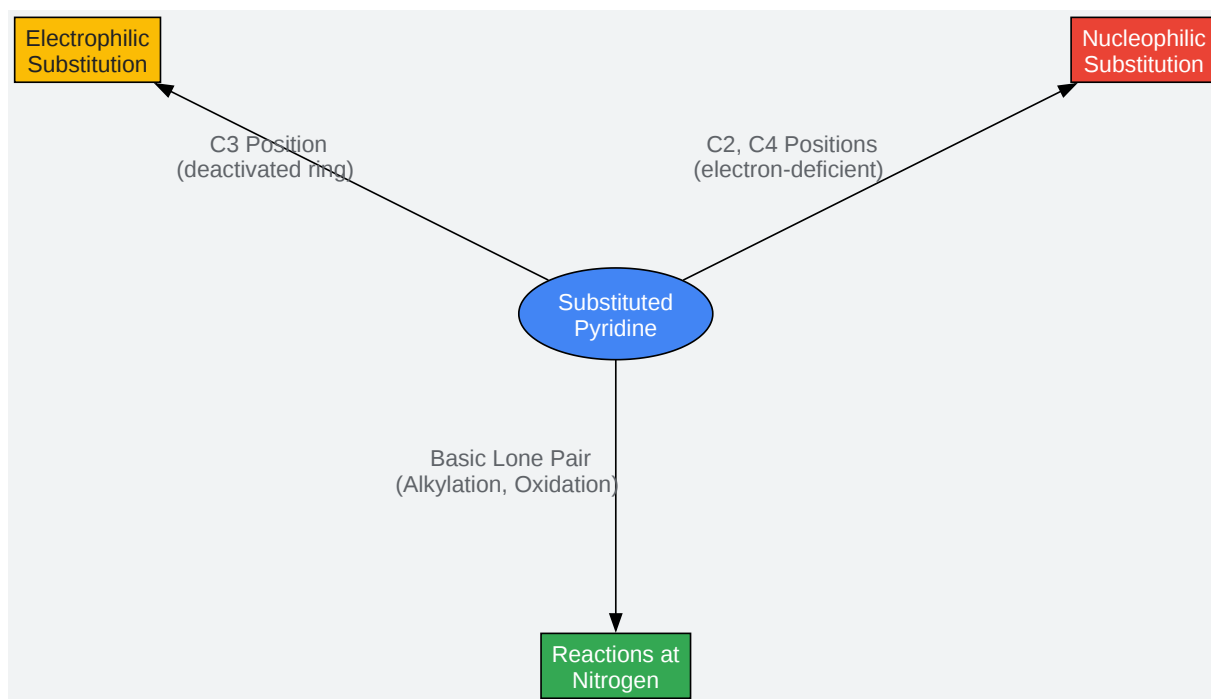 Electrophilic
Substitution
Nucleophilic
Substitution
C3 Position
(deactivated ring)
C2, C4 Positions
(electron-deficient)
Substituted
Pyridine
Basic Lone Pair
(Alkylation, Oxidation)
Reactions at
Nitrogen